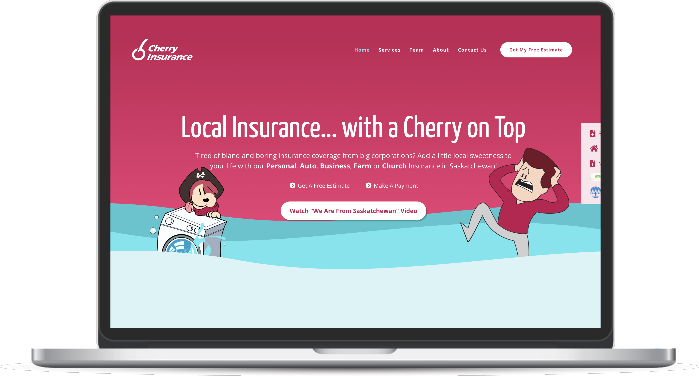 Cherry
Insurance
Home Services Team About Contact Us Get My Free Estimate
Local Insurance... with a Cherry on Top
Tired of bland and boring insurance coverage from big corporations? Add a little local sweetness to
your life with our Personal, Auto, Business, Farm or Church Insurance in Saskatchewan!
Get A Free Estimate Make A Payment
Watch "We Are From Saskatchewan" Video